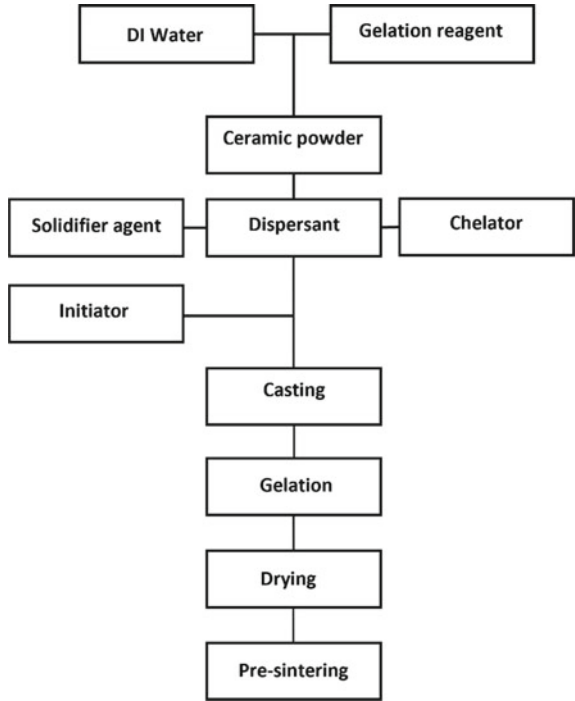 DI Water
Gelation reagent
Ceramic powder
Solidifier agent
Dispersant
Chelator
Initiator
Casting
Gelation
Drying
Pre-sintering